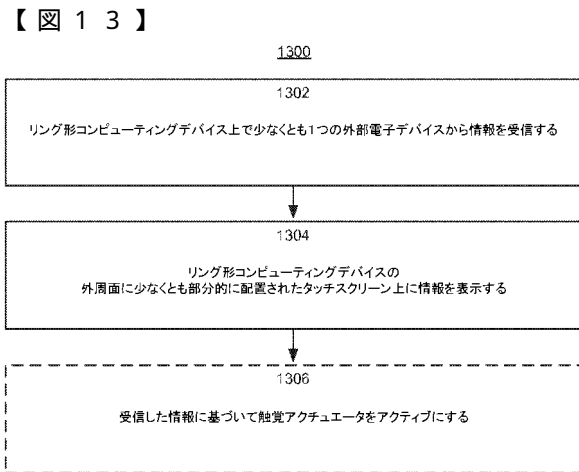 【図１３】
1300
1302
リング形コンピューティングデバイス上で少なくとも1つの外部電子デバイスから情報を受信する
1304
リング形コンピューティングデバイスの
外周面に少なくとも部分的に配置されたタッチスクリーン上に情報を表示する
1306
受信した情報に基づいて触覚アクチュエータをアクティブにする